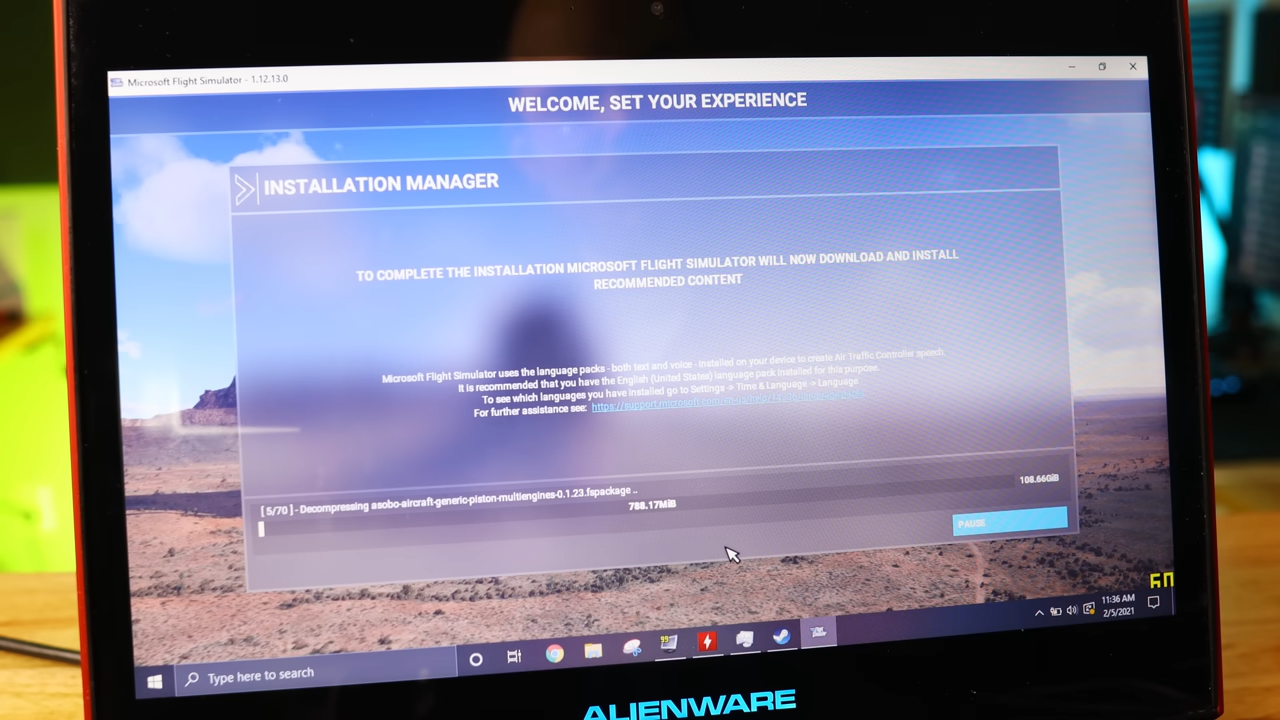 Microsoft Flight Simulator - 1.12.13.0
WELCOME, SET YOUR EXPERIENCE
INSTALLATION MANAGER
TO COMPLETE THE INSTALLATION MICROSOFT FLIGHT SIMULATOR WILL NOW DOWNLOAD AND INSTALL
RECOMMENDED CONTENT
Microsoft Flight Simulator uses the language packs - both text and voice - installed on your device to create Air Traffic Controller speech.
It is recommended that you have the English (United States) language pack installed for this purpose.
To see which languages you have installed go to Settings -> Time & Language -> Language
For further assistance see:
[ 5/70 ] - Decompressing asobo-aircraft-generic-piston-multiengines-0.1.23.fspackage ..
788.17MiB
108.66GiB
PAUSE
60
11:36 AM
2/5/2021
Type here to search
99
ALIENWARE